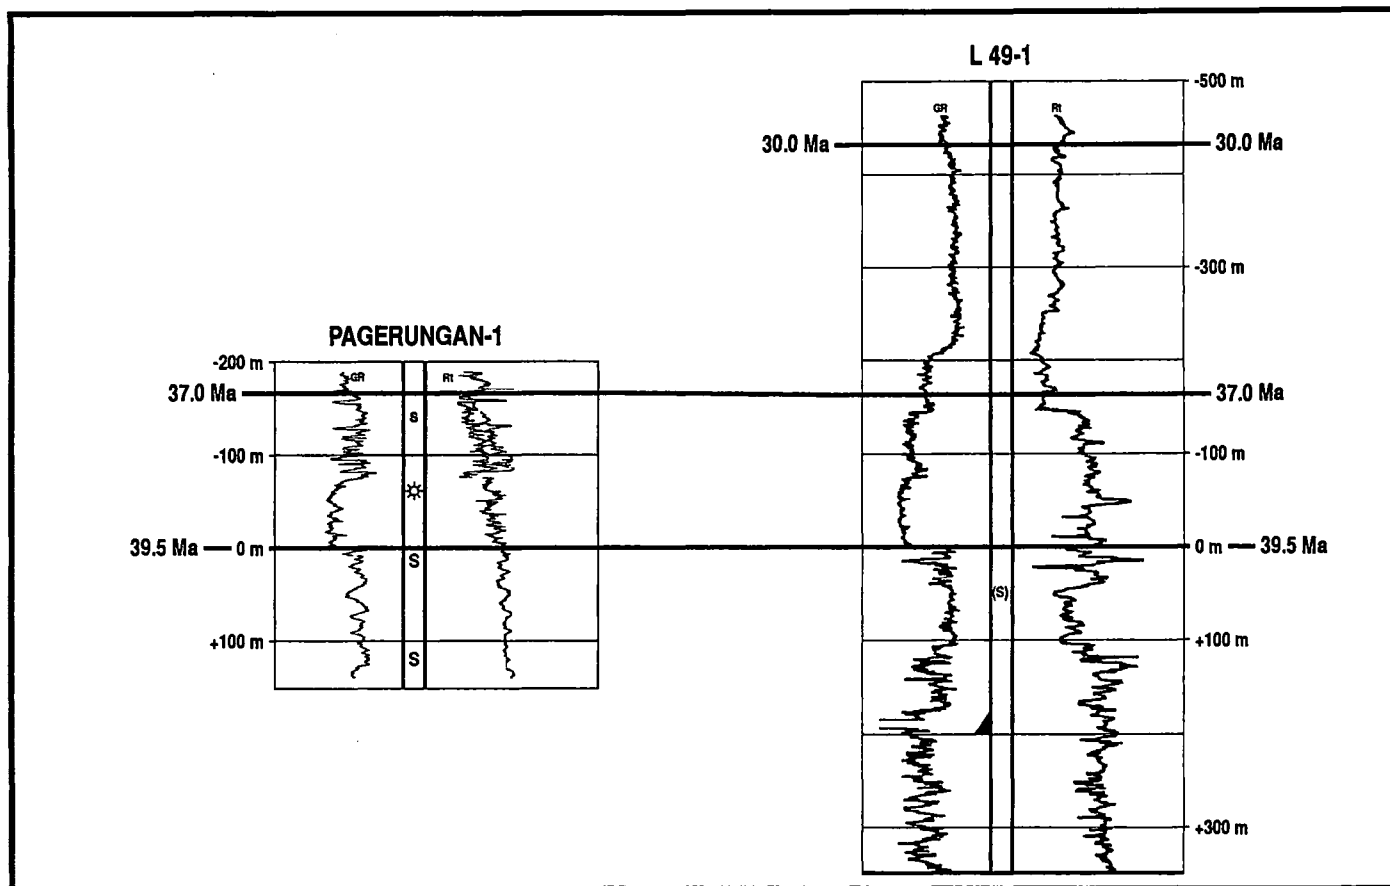 L 49-1
-500 m
GR
Rt
30.0 Ma
30.0 Ma
-300 m
PAGERUNGAN-1
-200 m
GR
Rt
37.0 Ma
37.0 Ma
S
-100 m
-100 m
39.5 Ma
0 m
S
0 m
39.5 Ma
(S)
+100 m
+100 m
S
+300 m